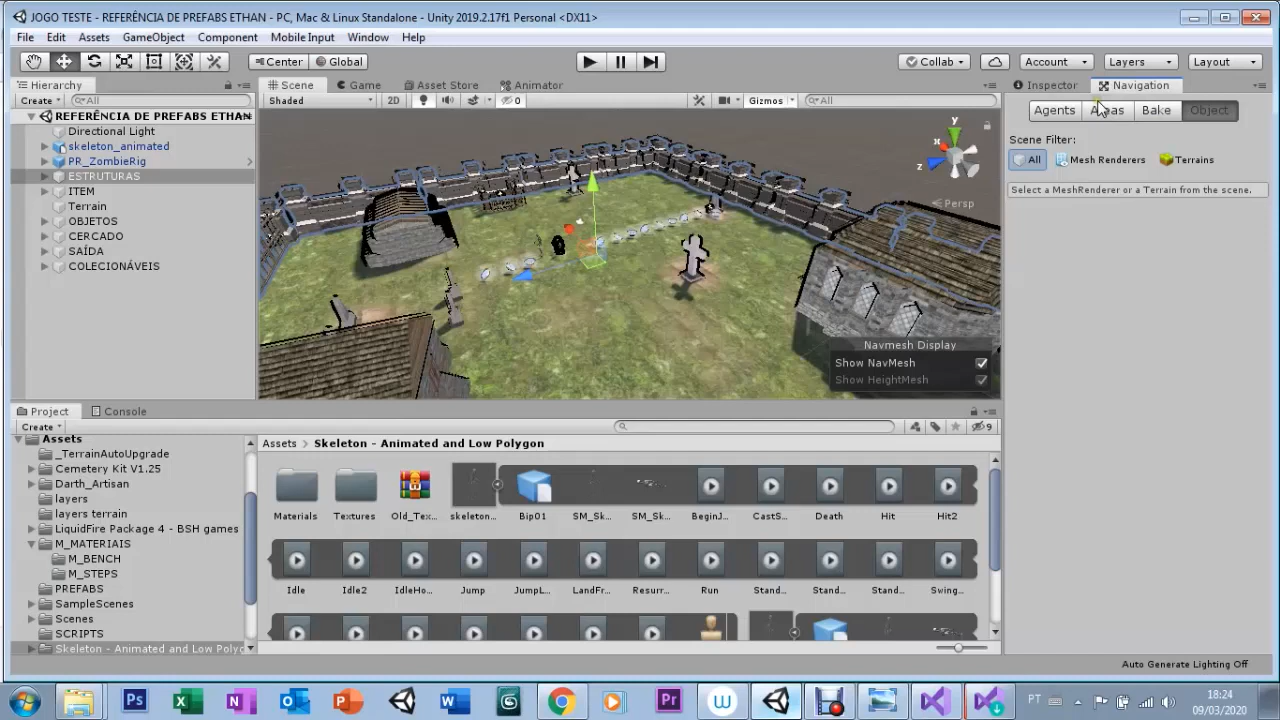 JOGO TESTE - REFERÊNCIA DE PREFABS ETHAN - PC, Mac & Linux Standalone - Unity 2019.2.17f1 Personal <DX11>
File Edit Assets GameObject Component Mobile Input Window Help
Center Global Collab Account Layers Layout
Hierarchy Scene Game Asset Store Animator Inspector Navigation
Create All Shaded 2D 0 Gizmos All
Agents Areas Bake Object
REFERÊNCIA DE PREFABS ETHAN
Directional Light
skeleton_animated
PR_ZombieRig
ESTRUTURAS
ITEM
Terrain
OBJETOS
CERCADO
SAÍDA
COLECIONÁVEIS
y
x
z
Persp
Scene Filter:
All Mesh Renderers Terrains
Select a MeshRenderer or a Terrain from the scene.
Navmesh Display
Show NavMesh
Show HeightMesh
Project Console
Create 9
Assets
_TerrainAutoUpgrade
Cemetery Kit V1.25
Darth_Artisan
layers
layers terrain
LiquidFire Package 4 - BSH games
M_MATERIAIS
M_BENCH
M_STEPS
PREFABS
SampleScenes
Scenes
SCRIPTS
Skeleton - Animated and Low Polyg
Assets > Skeleton - Animated and Low Polygon
Materials Textures Old_Tex... skeleton... Bip01 SM_Sk... SM_Sk... BeginJ... CastS... Death Hit Hit2
Idle Idle2 IdleHo... Jump JumpL... LandFr... Resurr... Run Stand... Stand... Stand... Swing...
Auto Generate Lighting Off
Ps X N O P W Pr W PT 18:24
09/03/2020